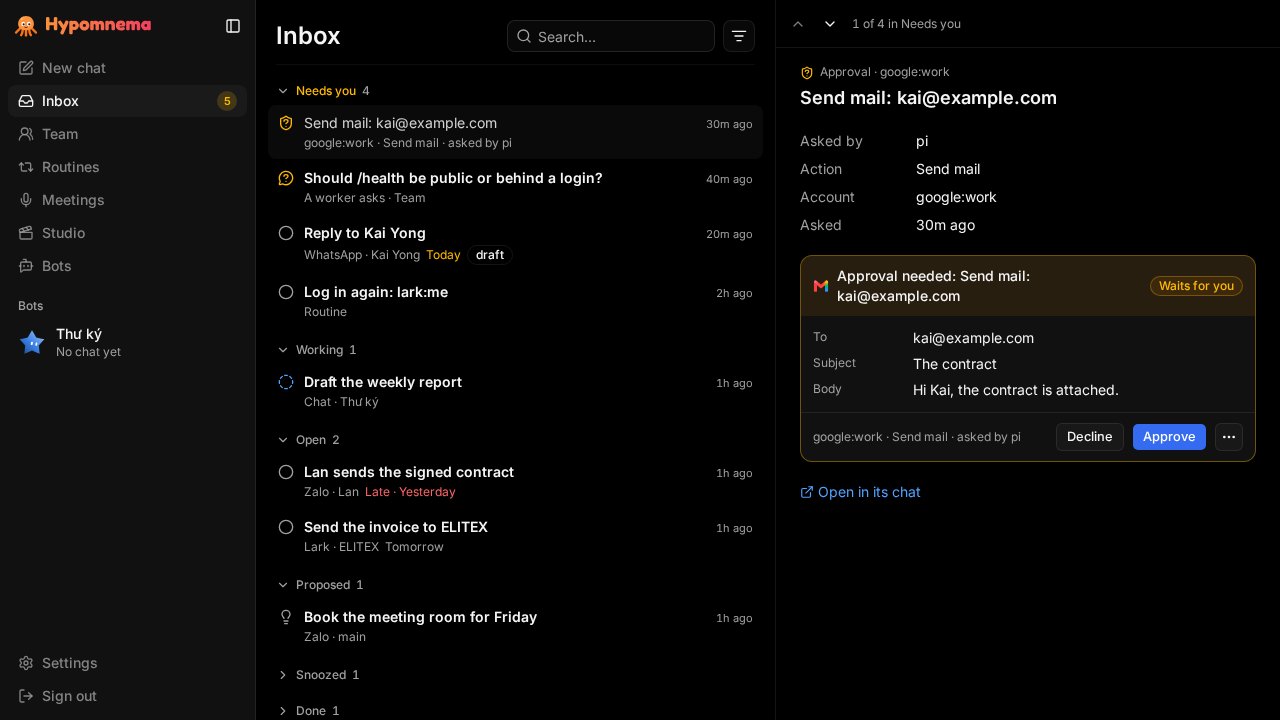 Hypomnema
New chat
Inbox 5
Team
Routines
Meetings
Studio
Bots
Bots
Thư ký
No chat yet
Settings
Sign out
Inbox
Search...
Needs you 4
Send mail: kai@example.com 30m ago
google:work · Send mail · asked by pi
Should /health be public or behind a login? 40m ago
A worker asks · Team
Reply to Kai Yong 20m ago
WhatsApp · Kai Yong Today draft
Log in again: lark:me 2h ago
Routine
Working 1
Draft the weekly report 1h ago
Chat · Thư ký
Open 2
Lan sends the signed contract 1h ago
Zalo · Lan Late · Yesterday
Send the invoice to ELITEX 1h ago
Lark · ELITEX Tomorrow
Proposed 1
Book the meeting room for Friday 1h ago
Zalo · main
Snoozed 1
Done 1
1 of 4 in Needs you
Approval · google:work
Send mail: kai@example.com
Asked by pi
Action Send mail
Account google:work
Asked 30m ago
Approval needed: Send mail:
kai@example.com
Waits for you
To kai@example.com
Subject The contract
Body Hi Kai, the contract is attached.
google:work · Send mail · asked by pi Decline Approve
Open in its chat